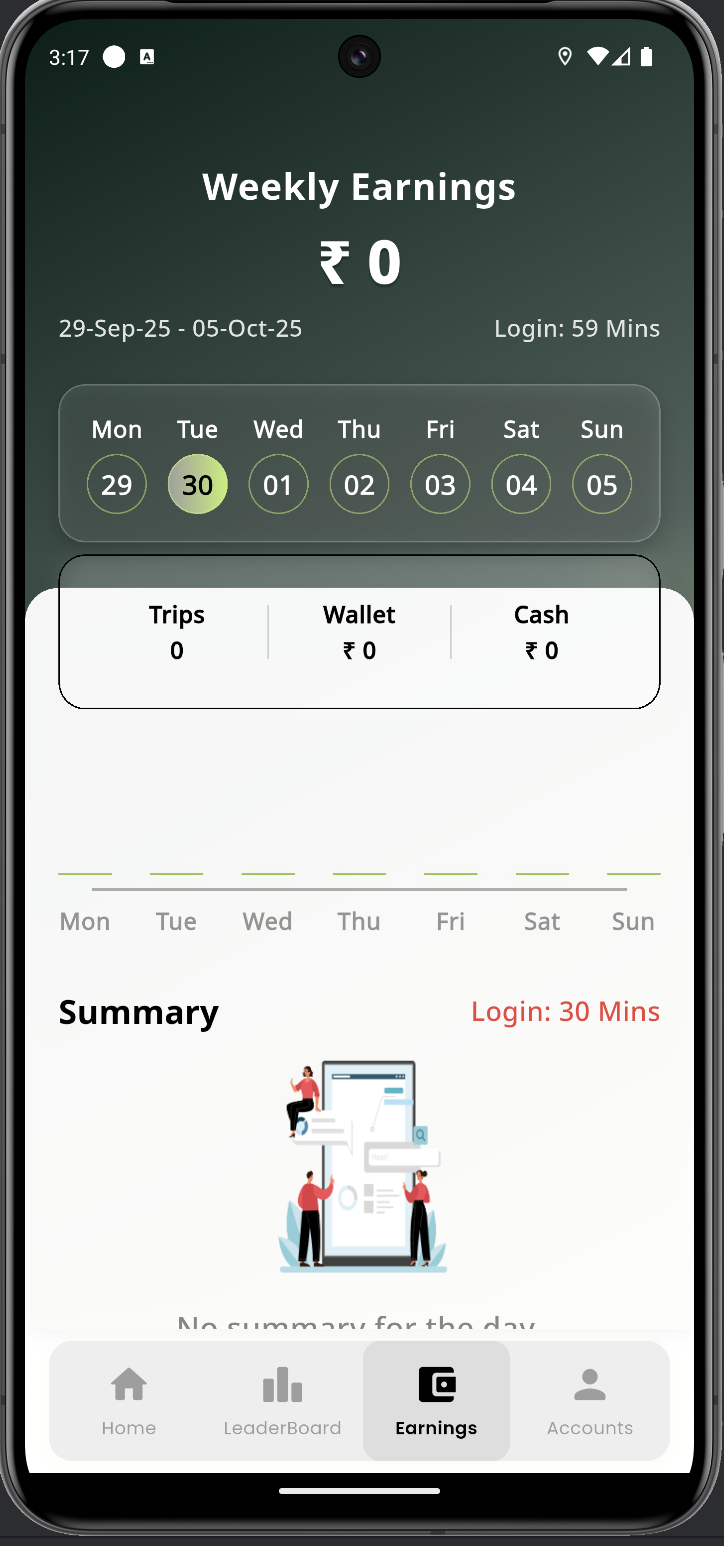 3:17 A
Weekly Earnings
₹ 0
29-Sep-25 - 05-Oct-25 Login: 59 Mins
Mon Tue Wed Thu Fri Sat Sun
29 30 01 02 03 04 05
Trips Wallet Cash
0 ₹ 0 ₹ 0
Mon Tue Wed Thu Fri Sat Sun
Summary Login: 30 Mins
No summary for the day
Home LeaderBoard Earnings Accounts